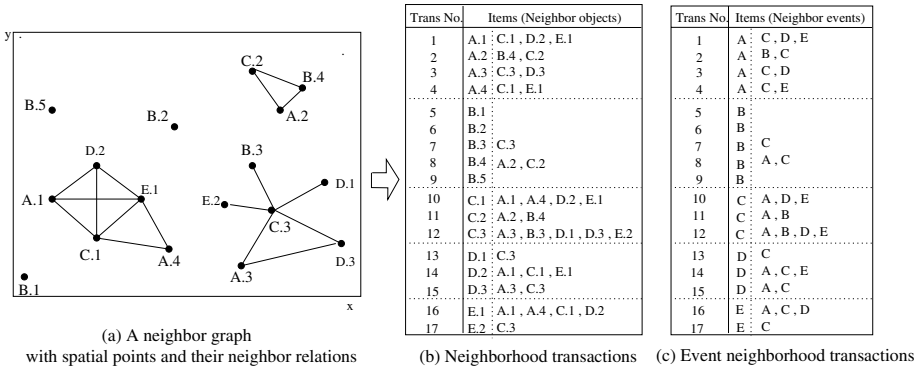 y
C.2
B.4
A.2
B.5
B.2
D.2
B.3
D.1
A.1
E.1
E.2
C.3
C.1
A.4
D.3
A.3
B.1
x
(a) A neighbor graph
with spatial points and their neighbor relations
Trans No. Items (Neighbor objects)
1 A.1 C.1 , D.2 , E.1
2 A.2 B.4 , C.2
3 A.3 C.3 , D.3
4 A.4 C.1 , E.1
5 B.1
6 B.2
7 B.3 C.3
8 B.4 A.2 , C.2
9 B.5
10 C.1 A.1 , A.4 , D.2 , E.1
11 C.2 A.2 , B.4
12 C.3 A.3 , B.3 , D.1 , D.3 , E.2
13 D.1 C.3
14 D.2 A.1 , C.1 , E.1
15 D.3 A.3 , C.3
16 E.1 A.1 , A.4 , C.1 , D.2
17 E.2 C.3
(b) Neighborhood transactions
Trans No. Items (Neighbor events)
1 A C , D , E
2 A B , C
3 A C , D
4 A C , E
5 B
6 B
7 B C
8 B A , C
9 B
10 C A , D , E
11 C A , B
12 C A , B , D , E
13 D C
14 D A , C , E
15 D A , C
16 E A , C , D
17 E C
(c) Event neighborhood transactions